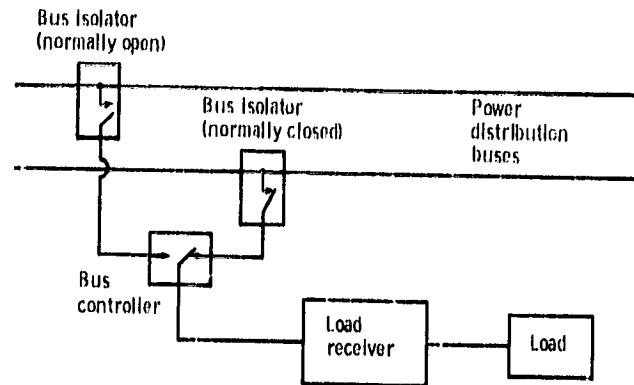 Bus Isolator
(normally open)
Bus Isolator
(normally closed)
Power
distribution
buses
Bus
controller
Load
receiver
Load